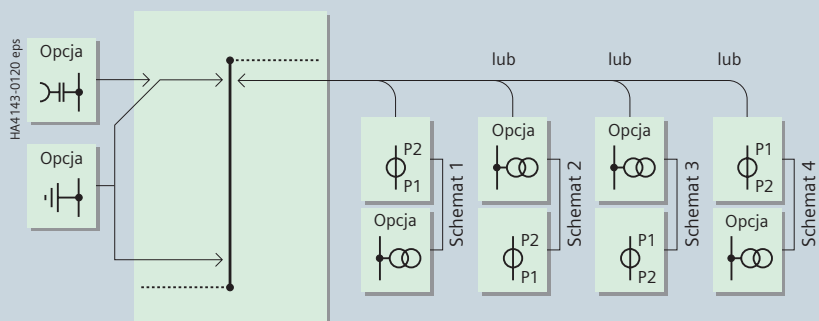 HA4143-0120 eps
Opcja
Opcja
lub
lub
lub
P2
P1
Opcja
Schemat 1
Opcja
P2
P1
Schemat 2
Opcja
P1
P2
Schemat 3
P1
P2
Opcja
Schemat 4